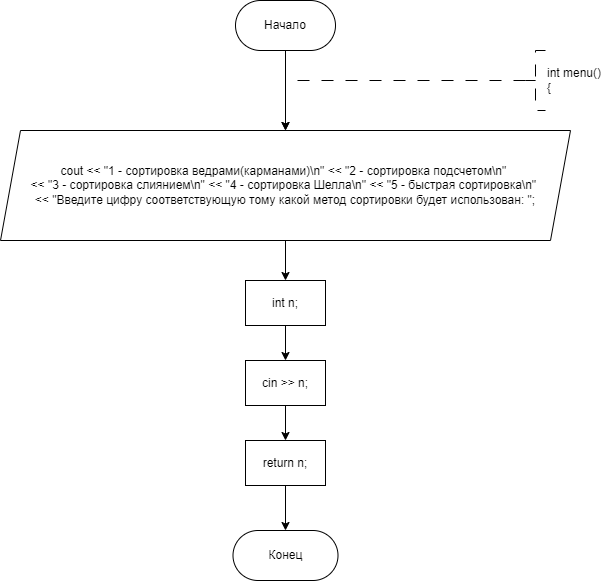 Начало
int menu()
{
cout << "1 - сортировка ведрами(карманами)\n" << "2 - сортировка подсчетом\n"
<< "3 - сортировка слиянием\n" << "4 - сортировка Шелла\n" << "5 - быстрая сортировка\n"
<< "Введите цифру соответствующую тому какой метод сортировки будет использован: ";
int n;
cin >> n;
return n;
Конец